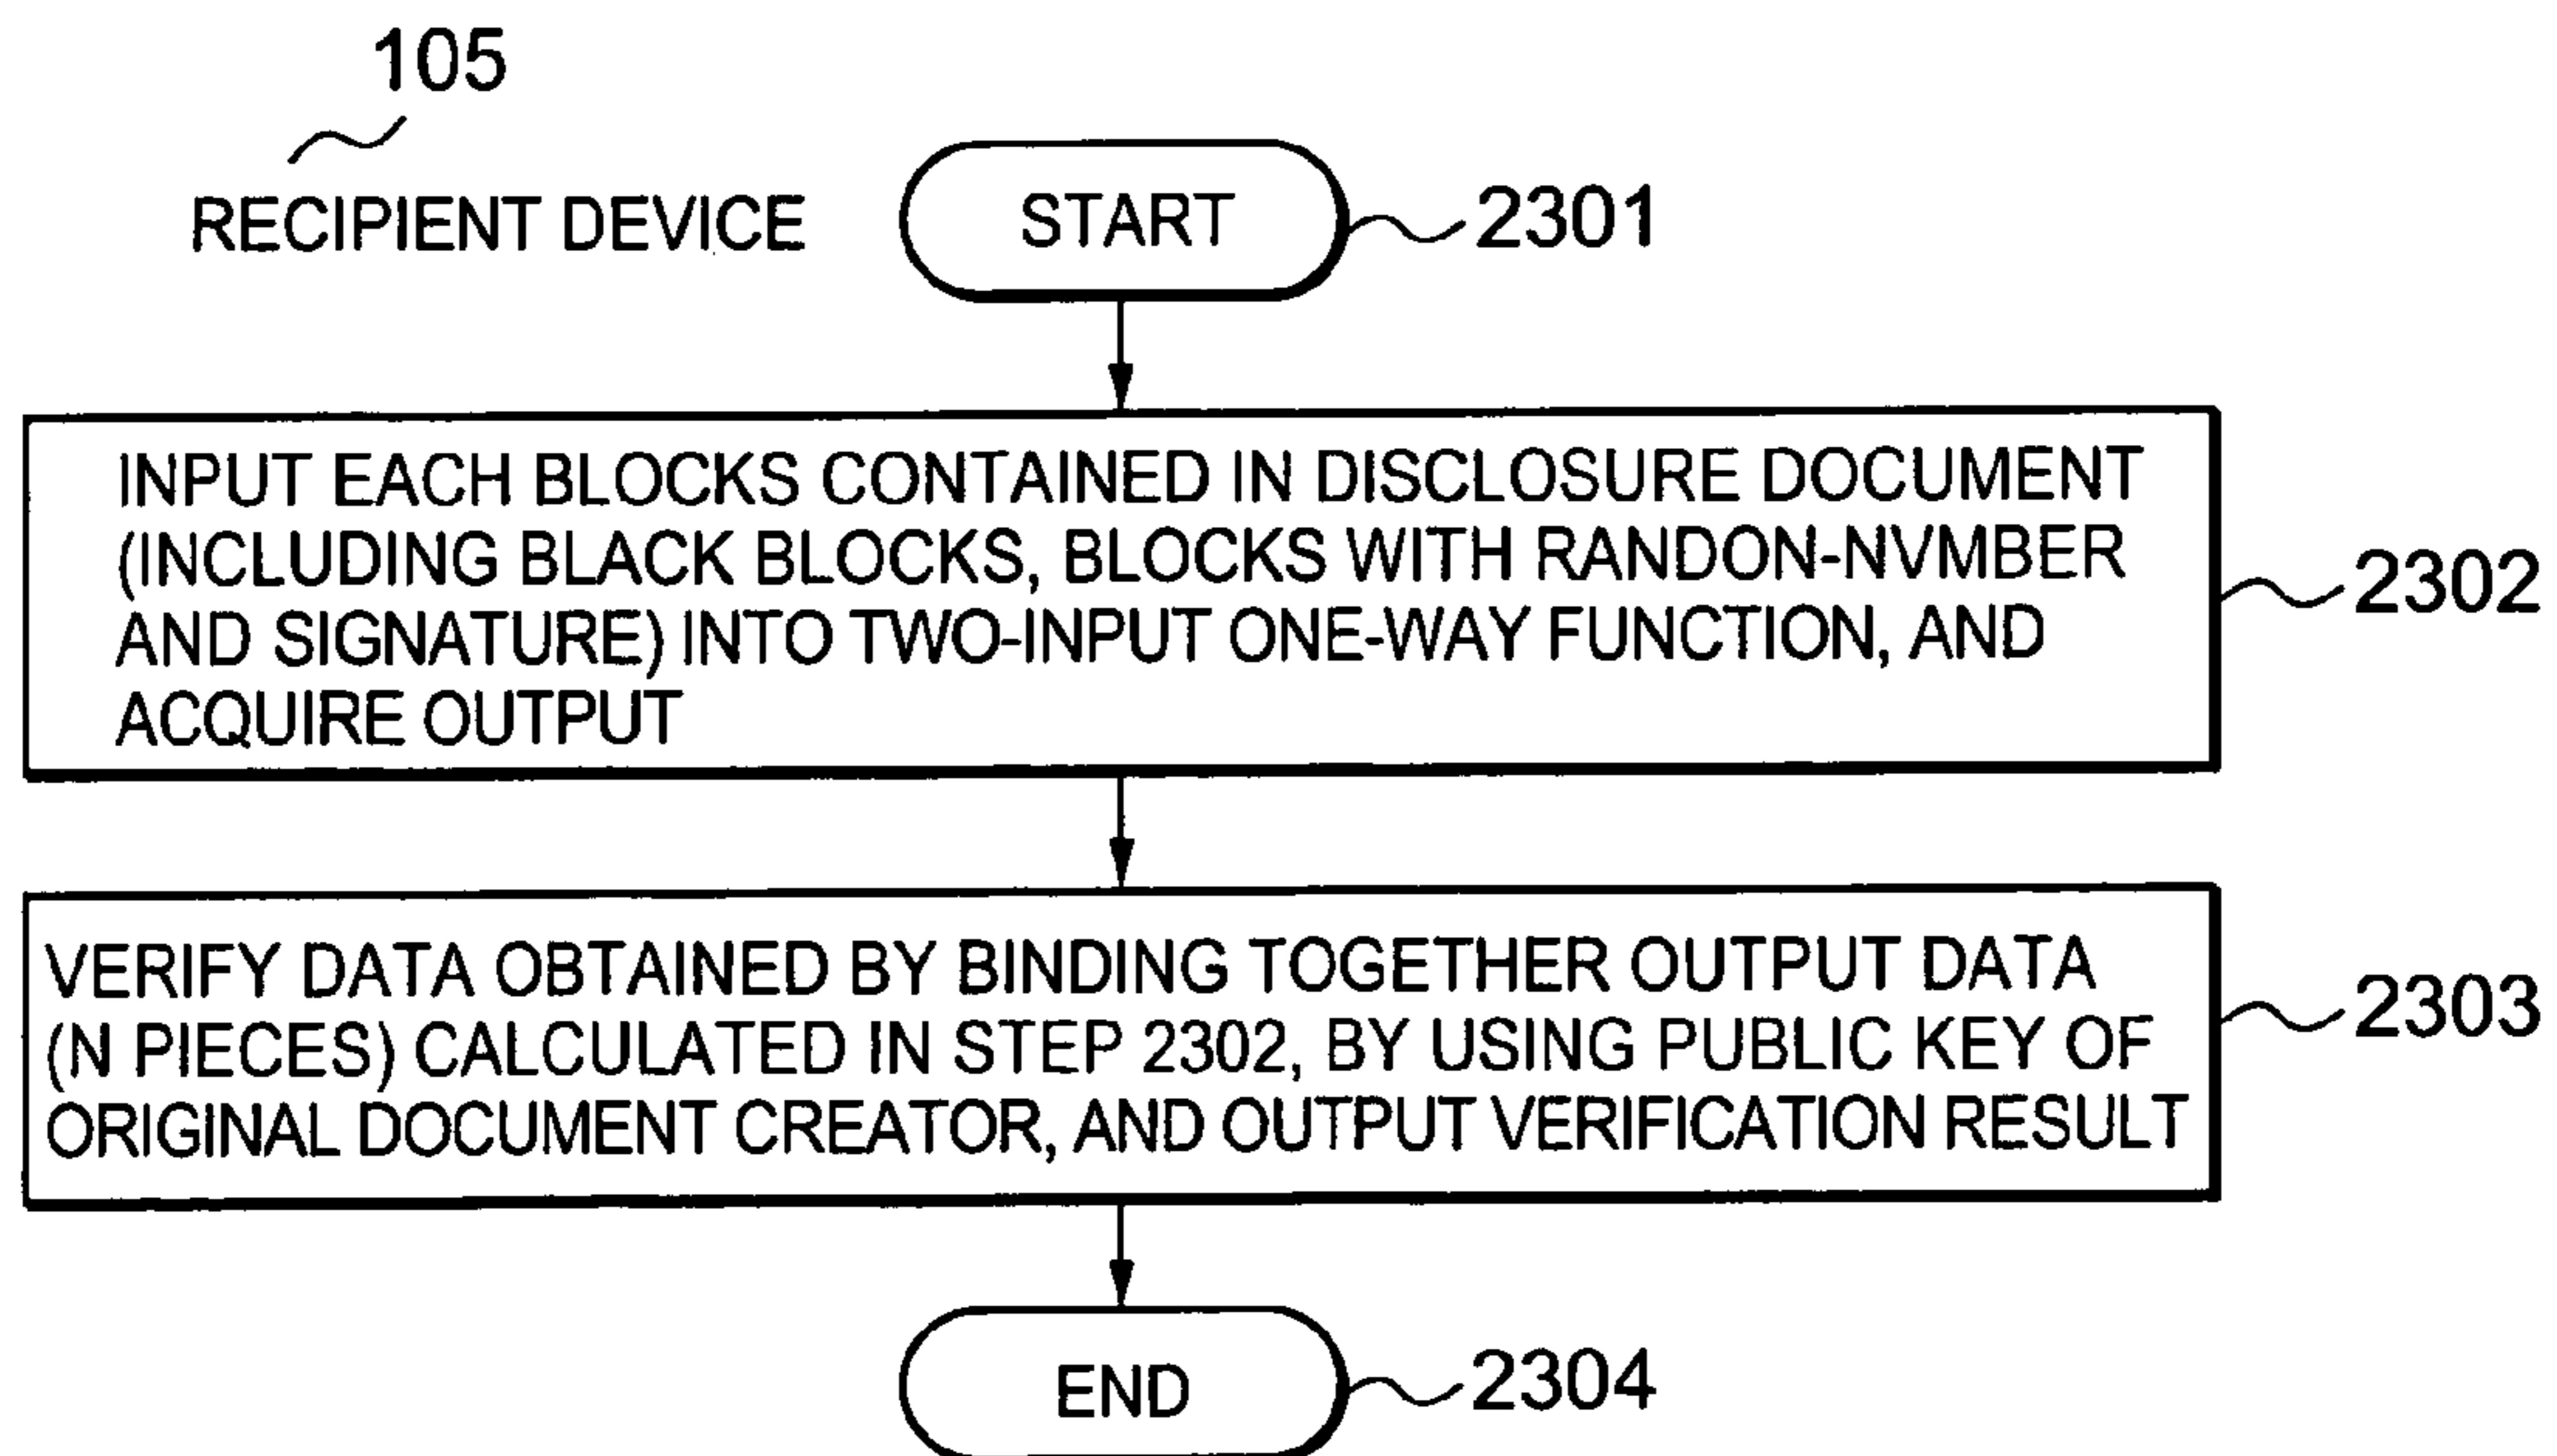 105
RECIPIENT DEVICE
START
2301
INPUT EACH BLOCKS CONTAINED IN DISCLOSURE DOCUMENT
(INCLUDING BLACK BLOCKS, BLOCKS WITH RANDON-NVMBER
AND SIGNATURE) INTO TWO-INPUT ONE-WAY FUNCTION, AND
ACQUIRE OUTPUT
2302
VERIFY DATA OBTAINED BY BINDING TOGETHER OUTPUT DATA
(N PIECES) CALCULATED IN STEP 2302, BY USING PUBLIC KEY OF
ORIGINAL DOCUMENT CREATOR, AND OUTPUT VERIFICATION RESULT
2303
END
2304